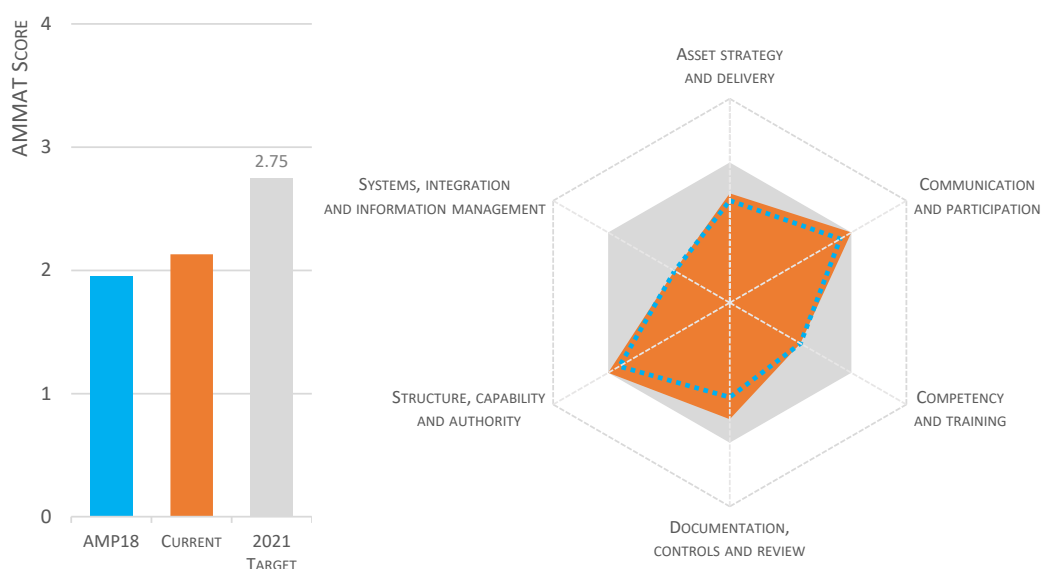 AMMAT SCORE
4
3
2
1
0
2.75
AMP18
CURRENT
2021
TARGET
ASSET STRATEGY
AND DELIVERY
COMMUNICATION
AND PARTICIPATION
COMPETENCY
AND TRAINING
DOCUMENTATION,
CONTROLS AND REVIEW
STRUCTURE, CAPABILITY
AND AUTHORITY
SYSTEMS, INTEGRATION
AND INFORMATION MANAGEMENT